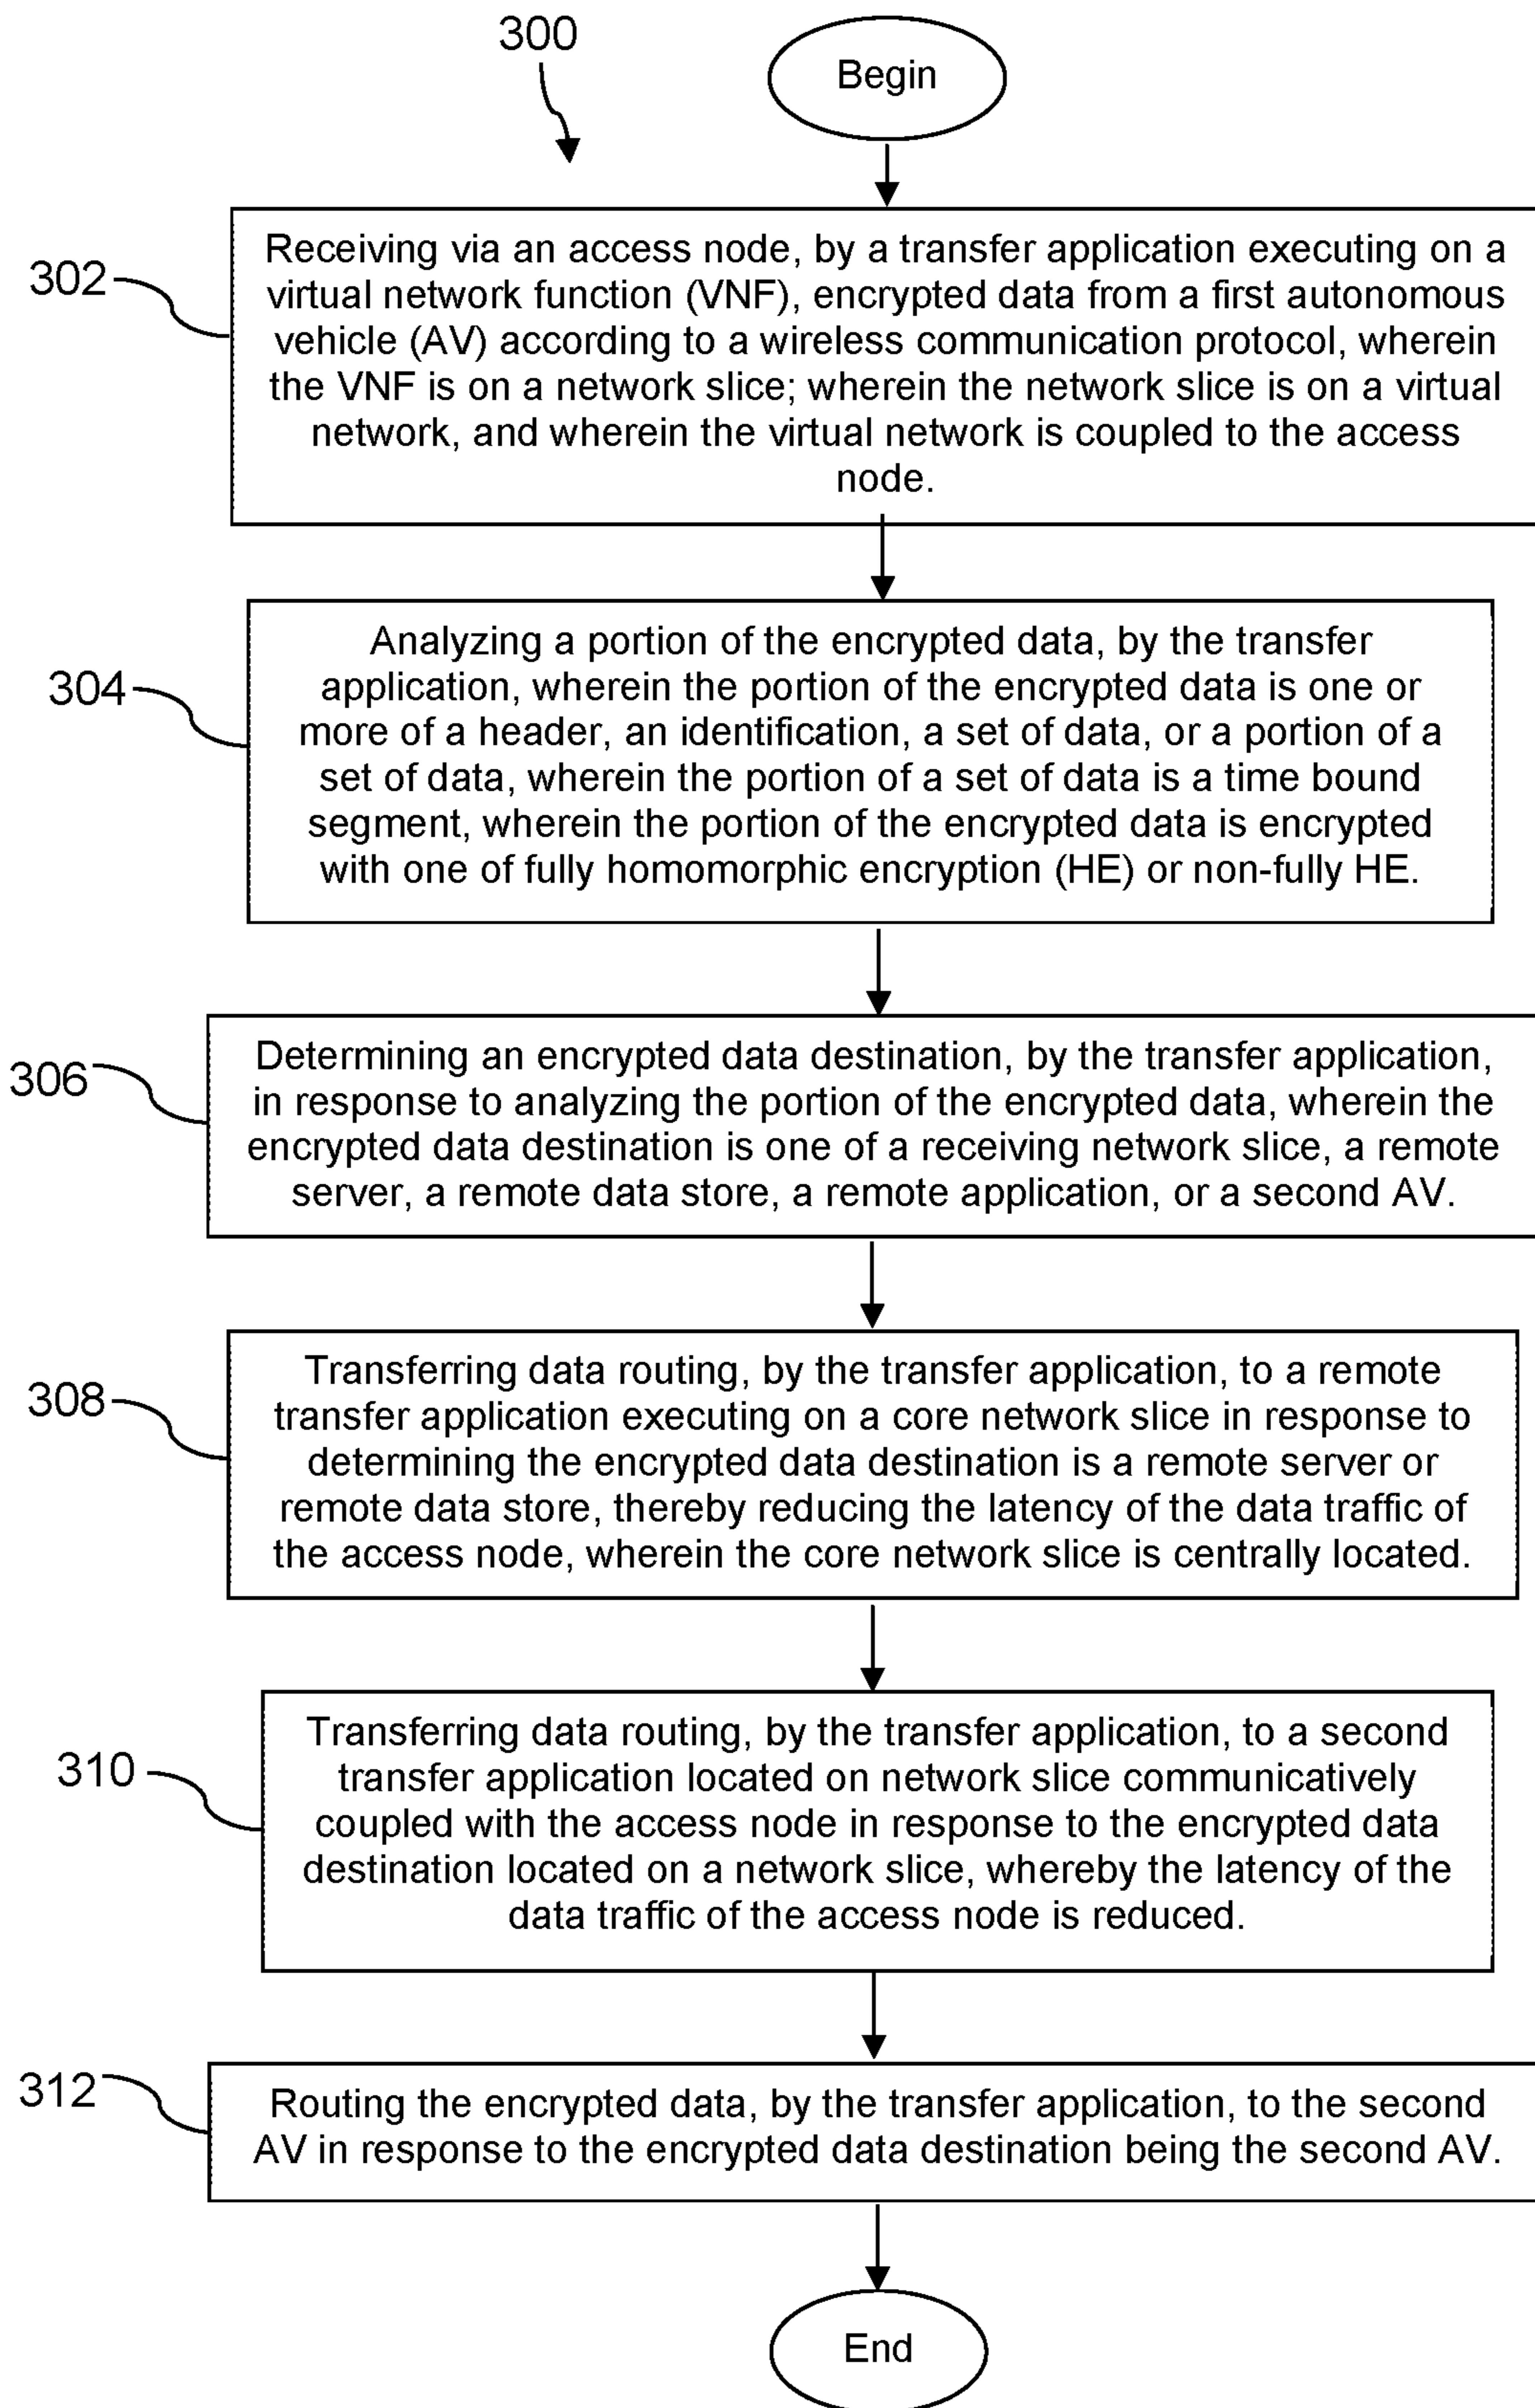 300
Begin
302
Receiving via an access node, by a transfer application executing on a
virtual network function (VNF), encrypted data from a first autonomous
vehicle (AV) according to a wireless communication protocol, wherein
the VNF is on a network slice; wherein the network slice is on a virtual
network, and wherein the virtual network is coupled to the access
node.
304
Analyzing a portion of the encrypted data, by the transfer
application, wherein the portion of the encrypted data is one or
more of a header, an identification, a set of data, or a portion of a
set of data, wherein the portion of a set of data is a time bound
segment, wherein the portion of the encrypted data is encrypted
with one of fully homomorphic encryption (HE) or non-fully HE.
306
Determining an encrypted data destination, by the transfer application,
in response to analyzing the portion of the encrypted data, wherein the
encrypted data destination is one of a receiving network slice, a remote
server, a remote data store, a remote application, or a second AV.
308
Transferring data routing, by the transfer application, to a remote
transfer application executing on a core network slice in response to
determining the encrypted data destination is a remote server or
remote data store, thereby reducing the latency of the data traffic of
the access node, wherein the core network slice is centrally located.
310
Transferring data routing, by the transfer application, to a second
transfer application located on network slice communicatively
coupled with the access node in response to the encrypted data
destination located on a network slice, whereby the latency of the
data traffic of the access node is reduced.
312
Routing the encrypted data, by the transfer application, to the second
AV in response to the encrypted data destination being the second AV.
End